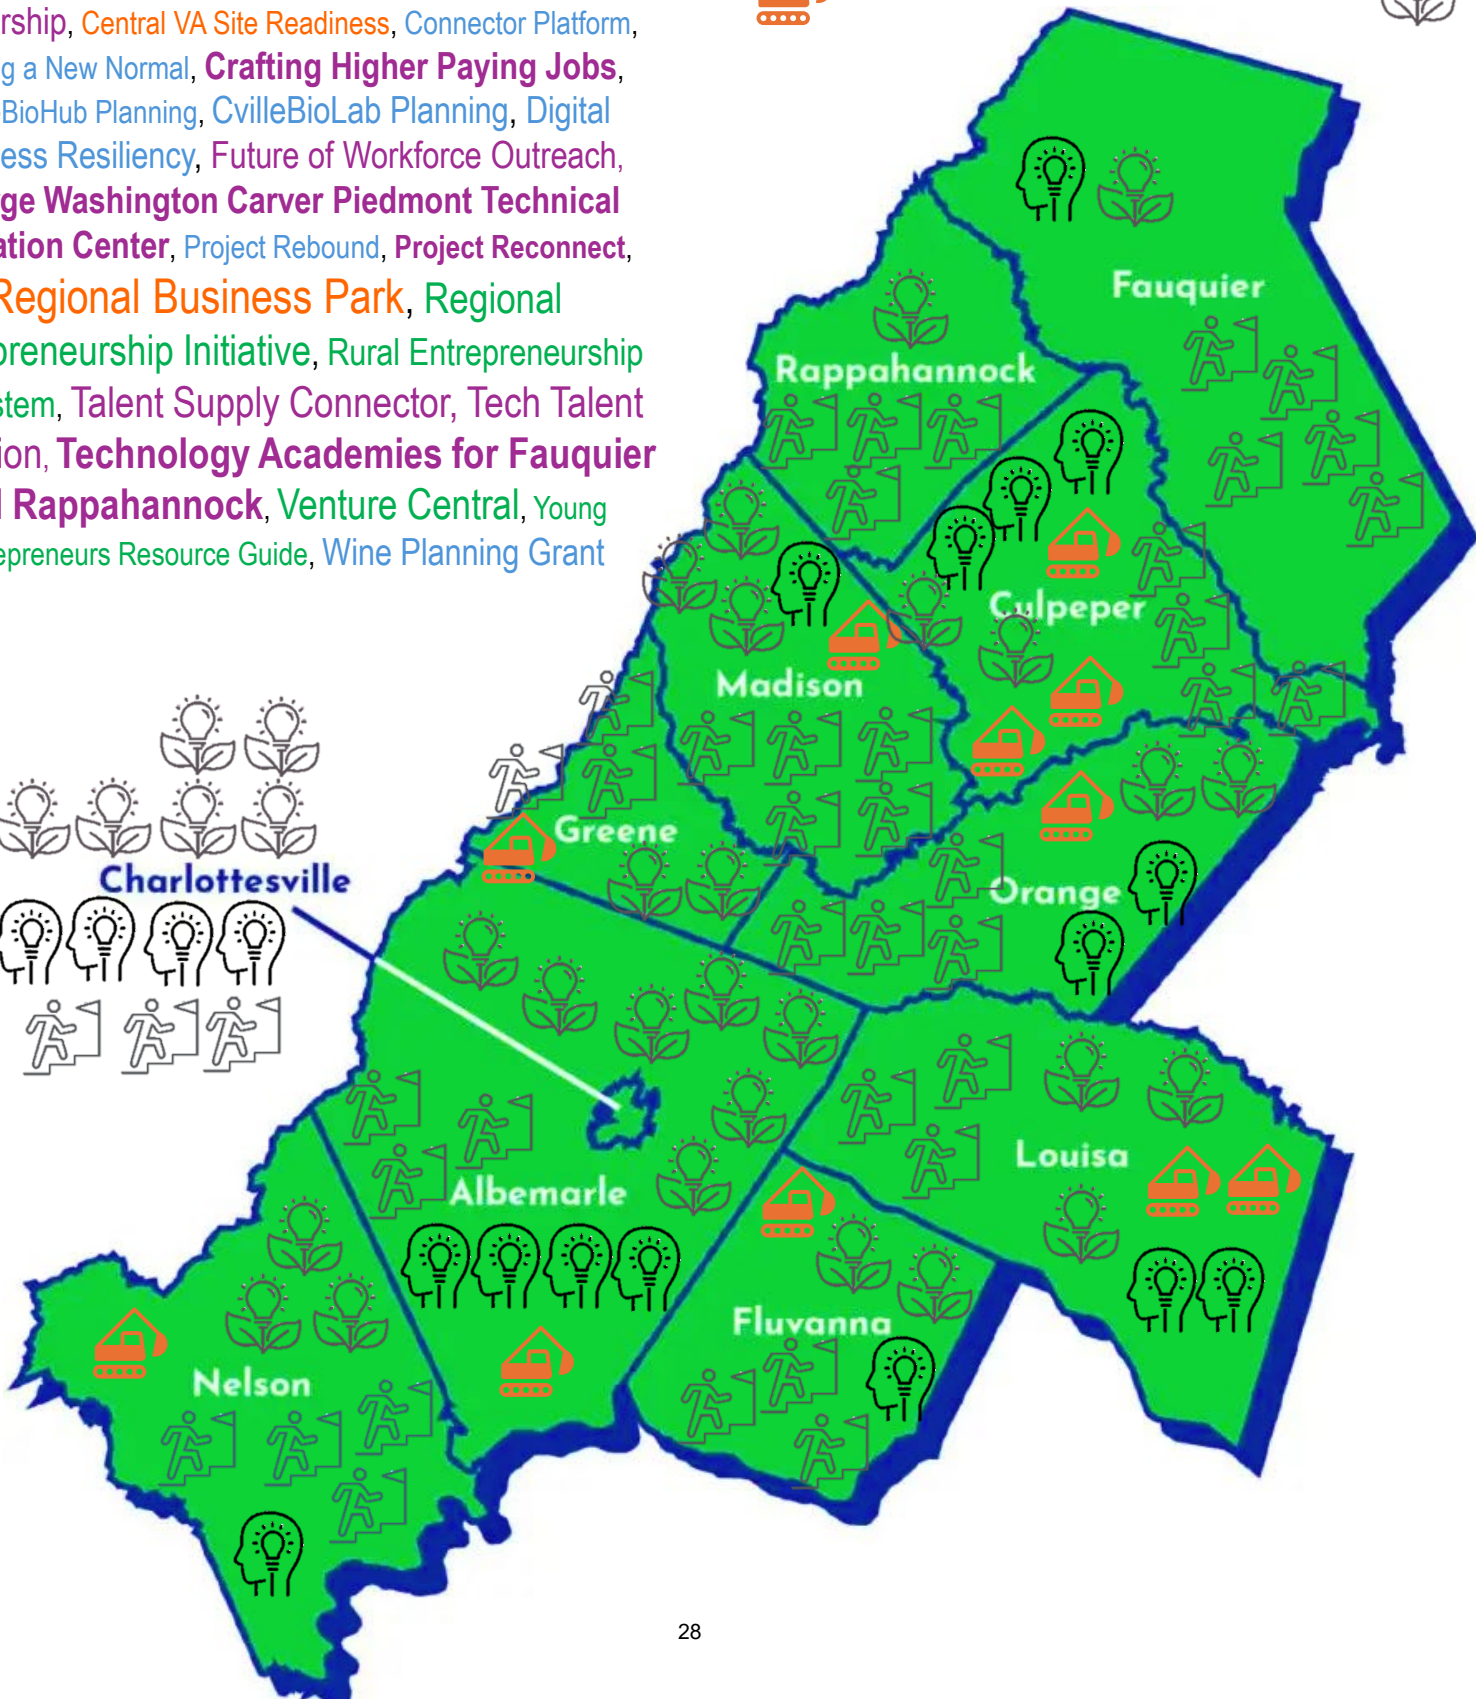 rship, Central VA Site Readiness, Connector Platform,
g a New Normal, Crafting Higher Paying Jobs,
BioHub Planning, CvilleBioLab Planning, Digital
ess Resiliency, Future of Workforce Outreach,
ge Washington Carver Piedmont Technical
ation Center, Project Rebound, Project Reconnect,
Regional Business Park, Regional
preneurship Initiative, Rural Entrepreneurship
stem, Talent Supply Connector, Tech Talent
ion, Technology Academies for Fauquier
Rappahannock, Venture Central, Young
epreneurs Resource Guide, Wine Planning Grant
Fauquier
Rappahannock
Culpeper
Madison
Greene
Charlottesville
Orange
Louisa
Albemarle
Fluvanna
Nelson
28